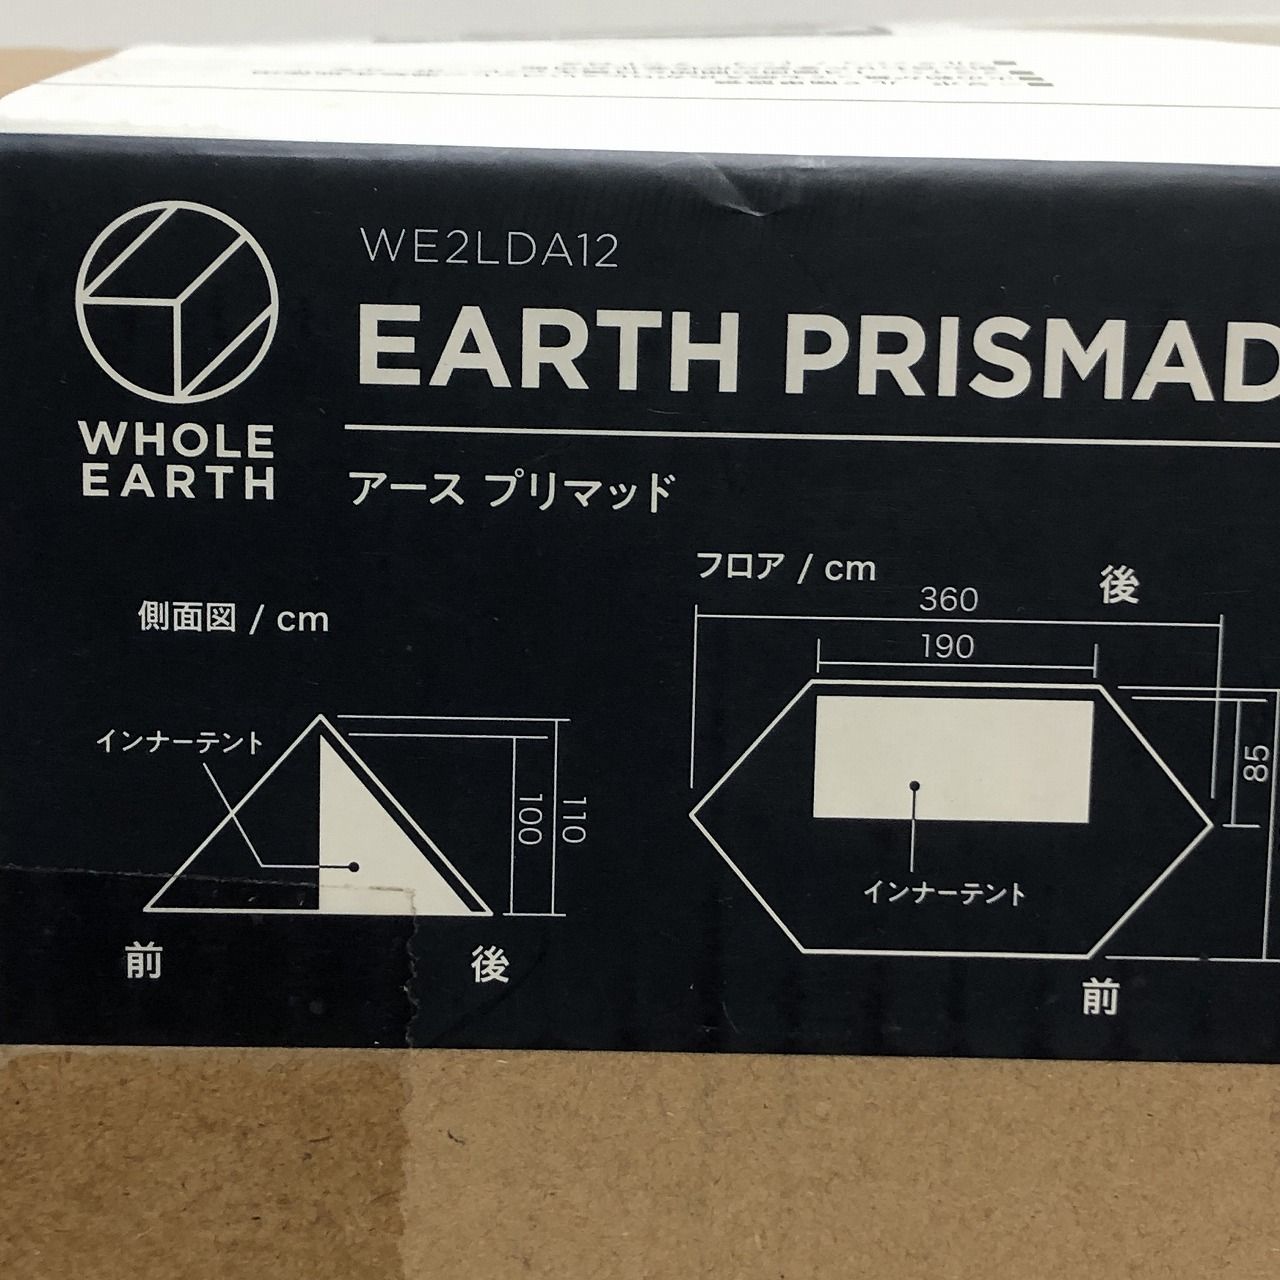 WE2LDA12
EARTH PRISMAD
WHOLE
EARTH
アース プリマッド
側面図 / cm
インナーテント
100
110
前
後
フロア / cm
後
360
190
85
インナーテント
前